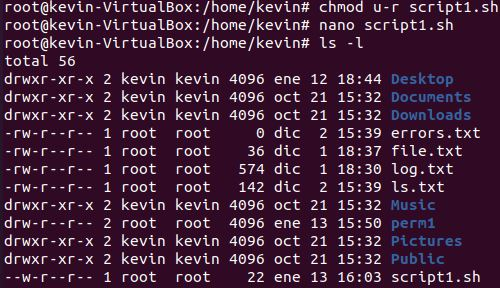 root@kevin-VirtualBox:/home/kevin# chmod u-r script1.sh
root@kevin-VirtualBox:/home/kevin# nano script1.sh
root@kevin-VirtualBox:/home/kevin# ls -l
total 56
drwxr-xr-x 2 kevin kevin 4096 ene 12 18:44 Desktop
drwxr-xr-x 2 kevin kevin 4096 oct 21 15:32 Documents
drwxr-xr-x 2 kevin kevin 4096 oct 21 15:32 Downloads
-rw-r--r-- 1 root  root     0 dic  2 15:39 errors.txt
-rw-r--r-- 1 root  root    36 dic  1 18:37 file.txt
-rw-r--r-- 1 root  root   574 dic  1 18:30 log.txt
-rw-r--r-- 1 root  root   142 dic  2 15:39 ls.txt
drwxr-xr-x 2 kevin kevin 4096 oct 21 15:32 Music
drw-r--r-- 2 root  root  4096 ene 13 15:50 perm1
drwxr-xr-x 2 kevin kevin 4096 oct 21 15:32 Pictures
drwxr-xr-x 2 kevin kevin 4096 oct 21 15:32 Public
--w-r--r-- 1 root  root    22 ene 13 16:03 script1.sh